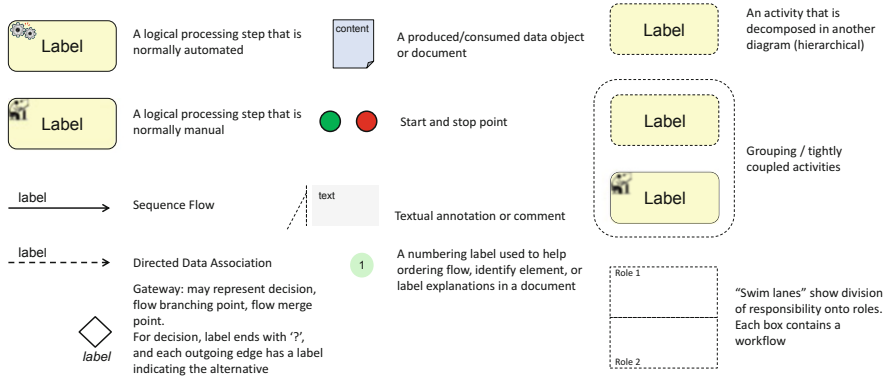 Label
A logical processing step that is
normally automated
Label
A logical processing step that is
normally manual
label
Sequence Flow
label
Directed Data Association
label
Gateway: may represent decision,
flow branching point, flow merge
point.
For decision, label ends with ‘?’,
and each outgoing edge has a label
indicating the alternative
content
A produced/consumed data object
or document
Start and stop point
text
Textual annotation or comment
1
A numbering label used to help
ordering flow, identify element, or
label explanations in a document
Label
An activity that is
decomposed in another
diagram (hierarchical)
Label
Label
Grouping / tightly
coupled activities
Role 1
Role 2
“Swim lanes” show division
of responsibility onto roles.
Each box contains a
workflow